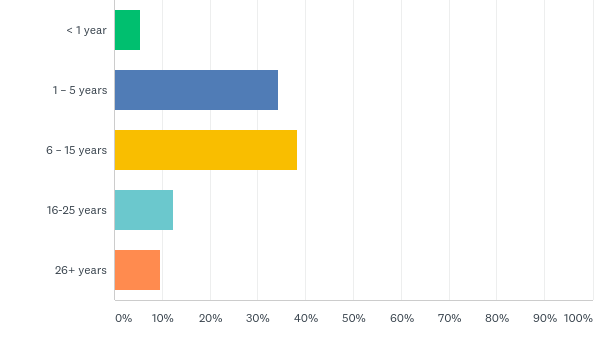 < 1 year
1 – 5 years
6 – 15 years
16-25 years
26+ years
0% 10% 20% 30% 40% 50% 60% 70% 80% 90% 100%